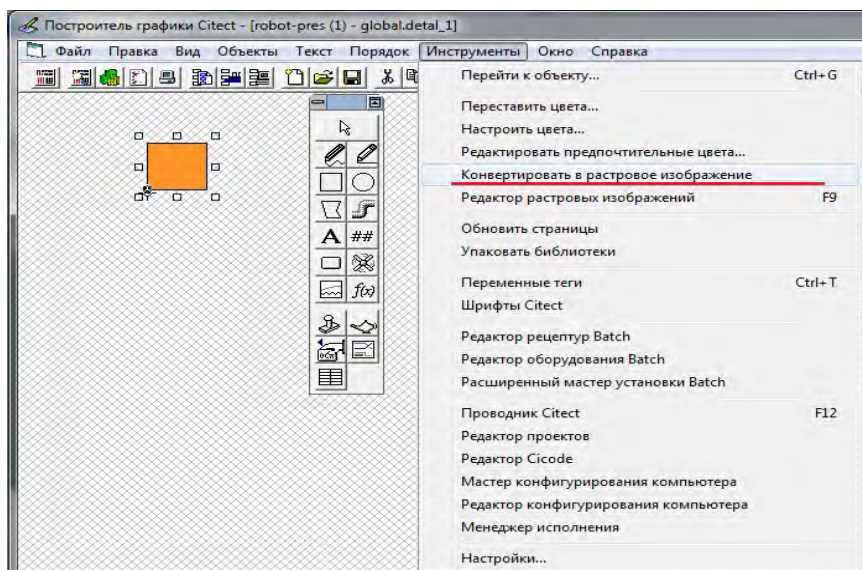 Построитель графики Citect - [robot-pres (1) - global.detal_1]
Файл Правка Вид Объекты Текст Порядок Инструменты Окно Справка
Перейти к объекту... Ctrl+G
Переставить цвета...
Настроить цвета...
Редактировать предпочтительные цвета...
Конвертировать в растровое изображение
Редактор растровых изображений F9
Обновить страницы
Упаковать библиотеки
Переменные теги Ctrl+T
Шрифты Citect
Редактор рецептур Batch
Редактор оборудования Batch
Расширенный мастер установки Batch
Проводник Citect F12
Редактор проектов
Редактор Cicode
Мастер конфигурирования компьютера
Редактор конфигурирования компьютера
Менеджер исполнения
Настройки...
A ##
f(x)